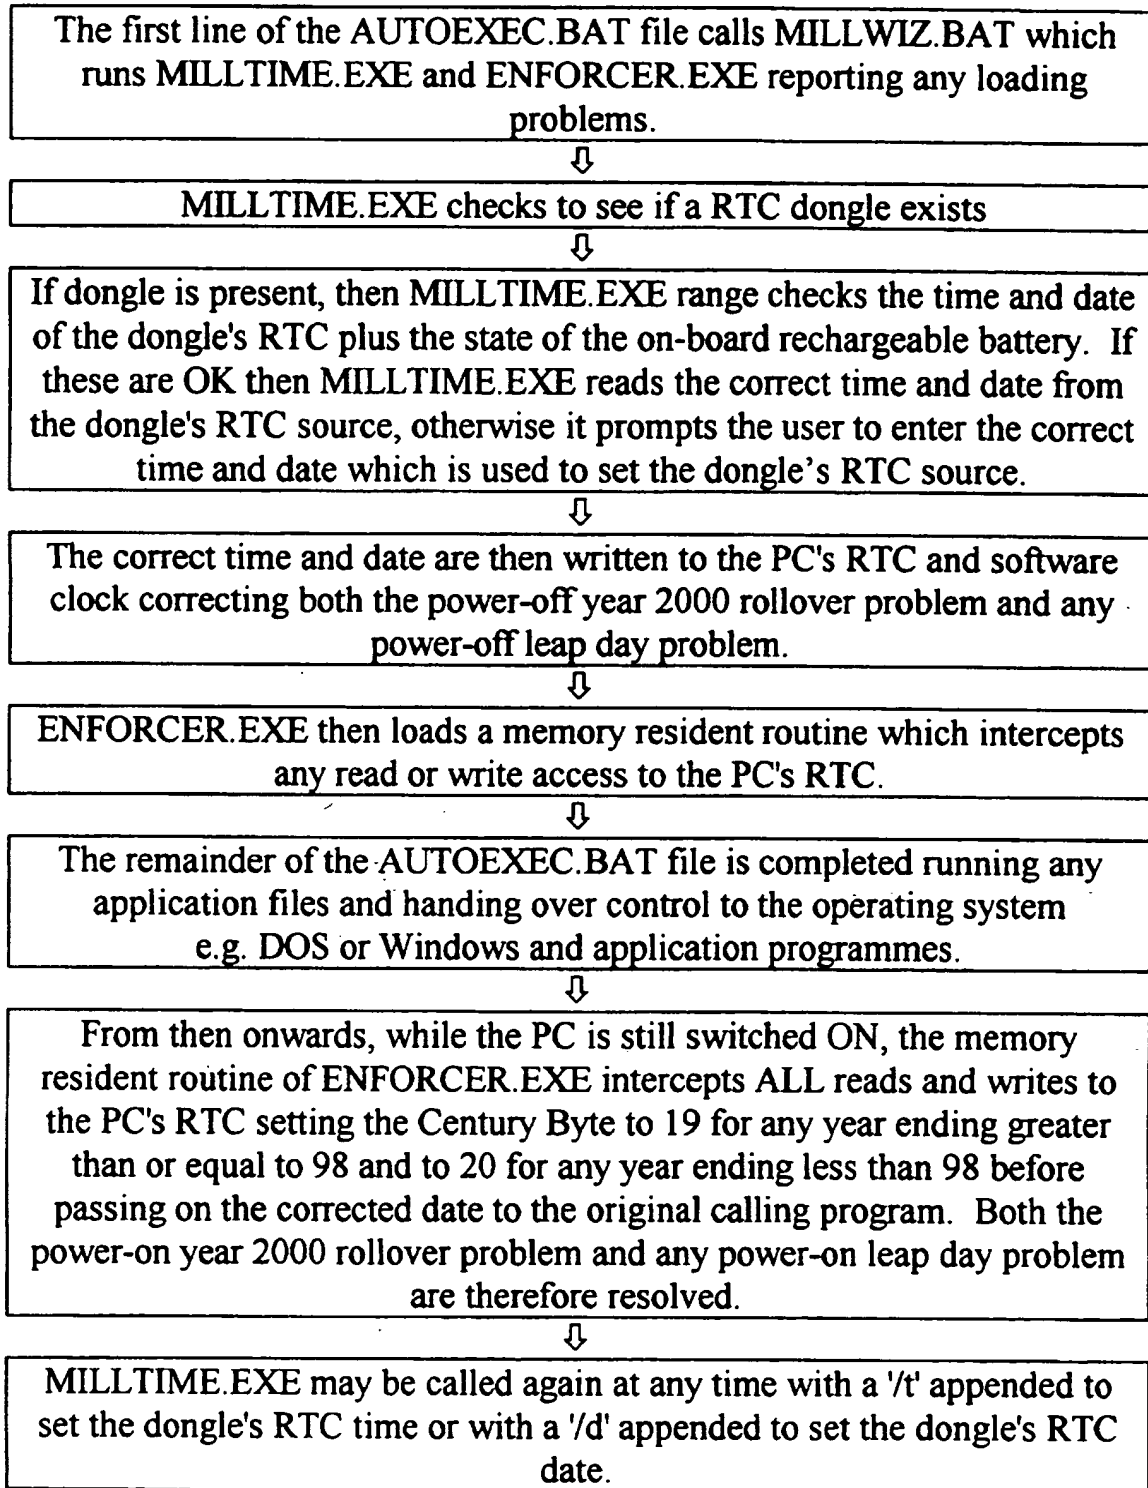 The first line of the AUTOEXEC.BAT file calls MILLWIZ.BAT which
runs MILLTIME.EXE and ENFORCER.EXE reporting any loading
problems.
MILLTIME.EXE checks to see if a RTC dongle exists
If dongle is present, then MILLTIME.EXE range checks the time and date
of the dongle's RTC plus the state of the on-board rechargeable battery. If
these are OK then MILLTIME.EXE reads the correct time and date from
the dongle's RTC source, otherwise it prompts the user to enter the correct
time and date which is used to set the dongle's RTC source.
The correct time and date are then written to the PC's RTC and software
clock correcting both the power-off year 2000 rollover problem and any
power-off leap day problem.
ENFORCER.EXE then loads a memory resident routine which intercepts
any read or write access to the PC's RTC.
The remainder of the AUTOEXEC.BAT file is completed running any
application files and handing over control to the operating system
e.g. DOS or Windows and application programmes.
From then onwards, while the PC is still switched ON, the memory
resident routine of ENFORCER.EXE intercepts ALL reads and writes to
the PC's RTC setting the Century Byte to 19 for any year ending greater
than or equal to 98 and to 20 for any year ending less than 98 before
passing on the corrected date to the original calling program. Both the
power-on year 2000 rollover problem and any power-on leap day problem
are therefore resolved.
MILLTIME.EXE may be called again at any time with a '/t' appended to
set the dongle's RTC time or with a '/d' appended to set the dongle's RTC
date.